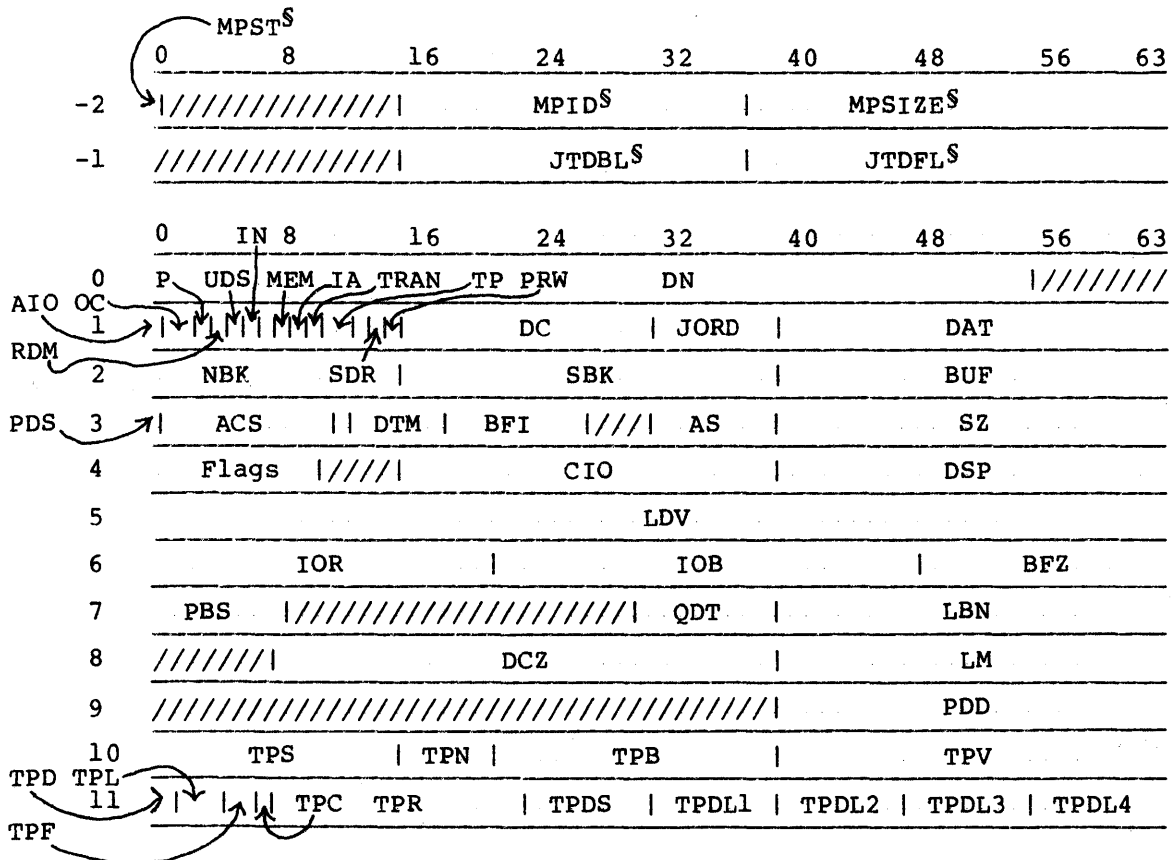 MPST§
0 8 16 24 32 40 48 56 63
-2 |//////////////| MPID§ | MPSIZE§
-1 ///////////////| JTDBL§ | JTDFL§
0 IN 8 16 24 32 40 48 56 63
0 P UDS MEM IA TRAN TP PRW DN |////////
AIO OC
1 | | | | | | | | | | | | | DC | JORD | DAT
RDM
2 NBK SDR | SBK | BUF
PDS 3 | ACS | | DTM | BFI |///| AS | SZ
4 Flags |////| CIO | DSP
5 LDV
6 IOR | IOB | BFZ
7 PBS |/////////////////////| QDT | LBN
8 ///////| DCZ | LM
9 //////////////////////////////////////| PDD
10 TPS | TPN | TPB | TPV
TPD TPL
11 | | | | TPC TPR | TPDS | TPDL1 | TPDL2 | TPDL3 | TPDL4
TPF